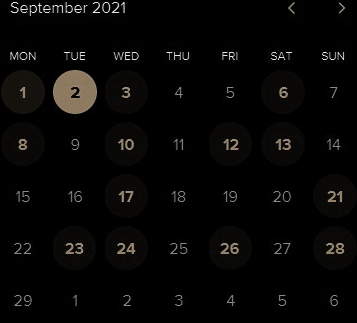 September 2021
MON TUE WED THU FRI SAT SUN
1 2 3 4 5 6 7
8 9 10 11 12 13 14
15 16 17 18 19 20 21
22 23 24 25 26 27 28
29 1 2 3 4 5 6